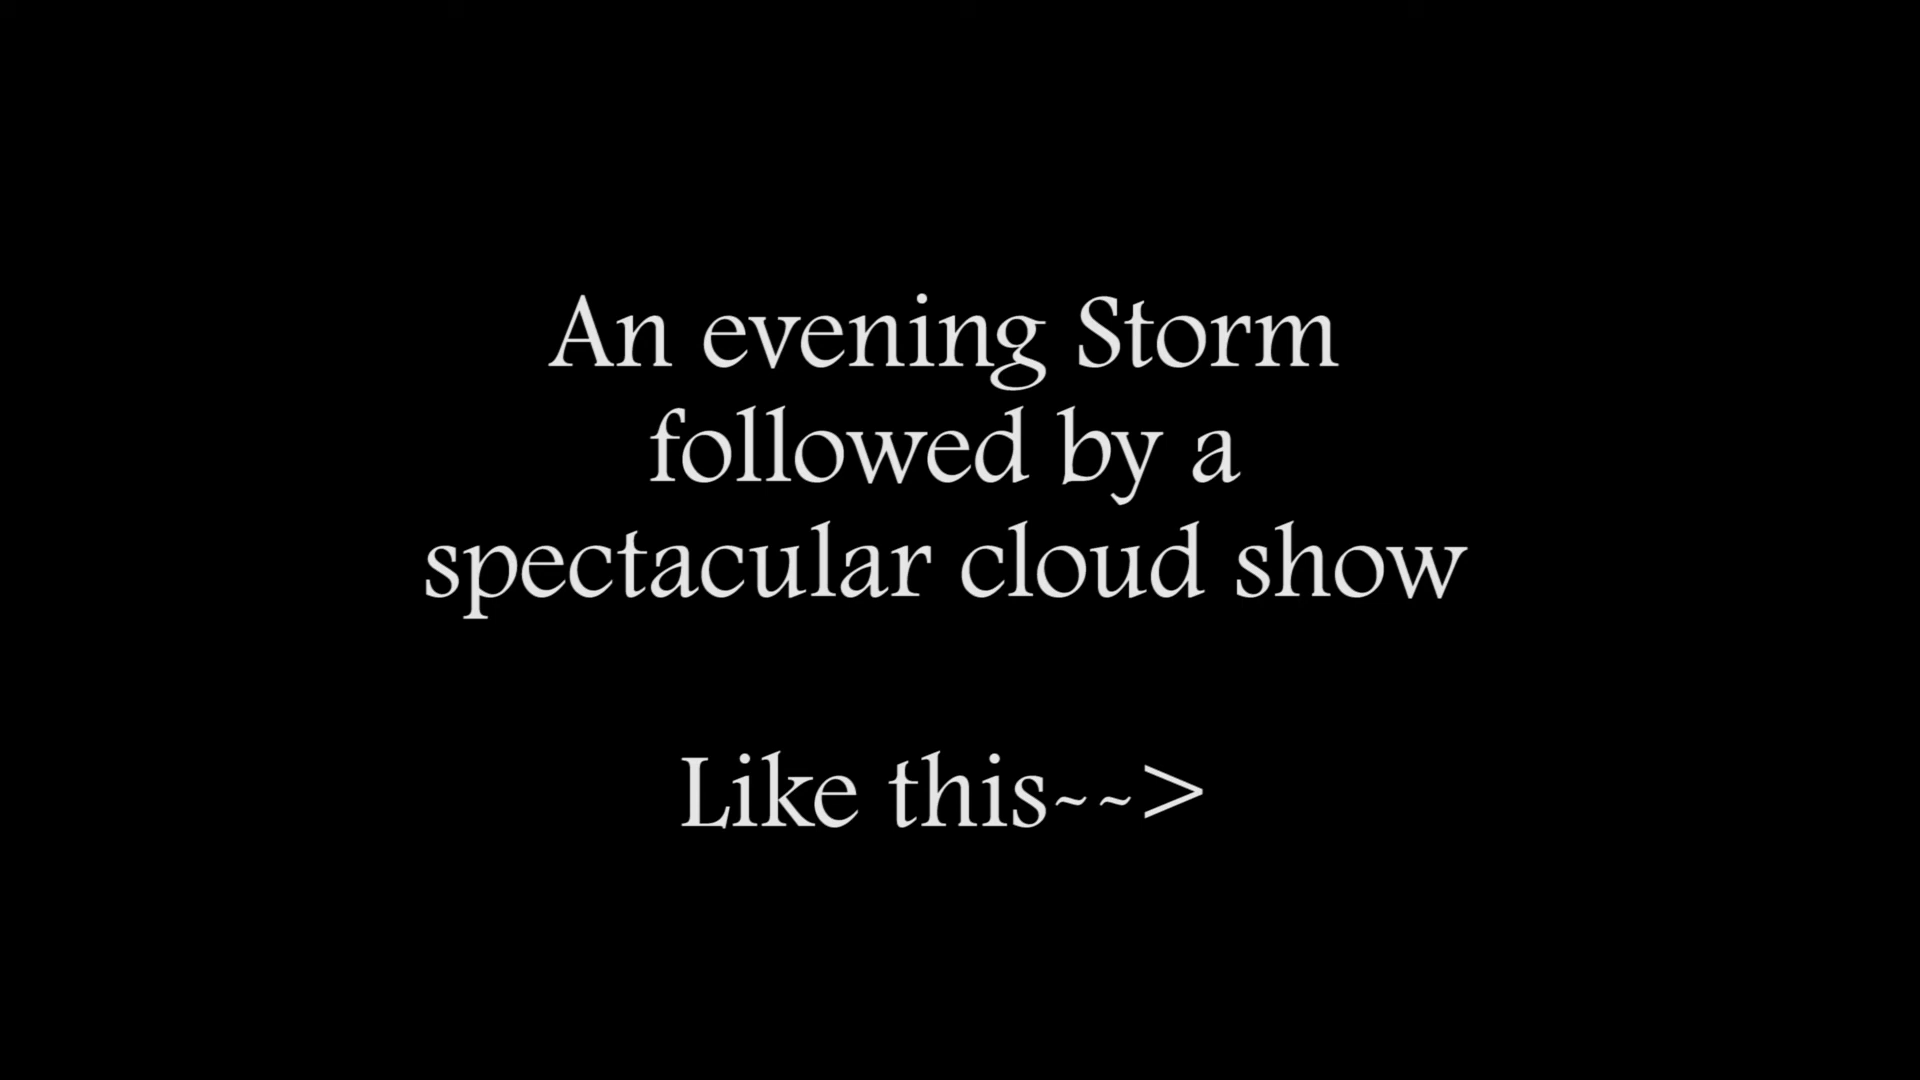 An evening Storm
followed by a
spectacular cloud show
Like this~~>